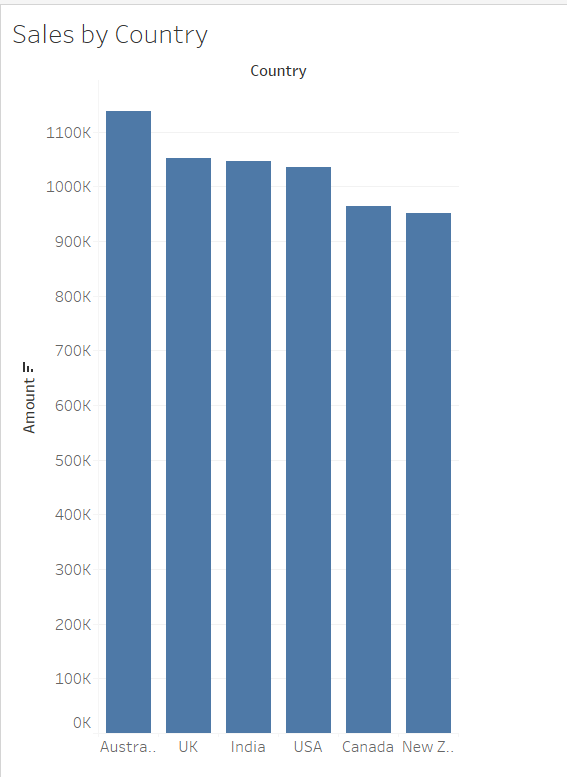 Sales by Country
Country
1100K
1000K
900K
800K
700K
600K
500K
400K
300K
200K
100K
0K
Amount
Austra.. UK India USA Canada New Z..